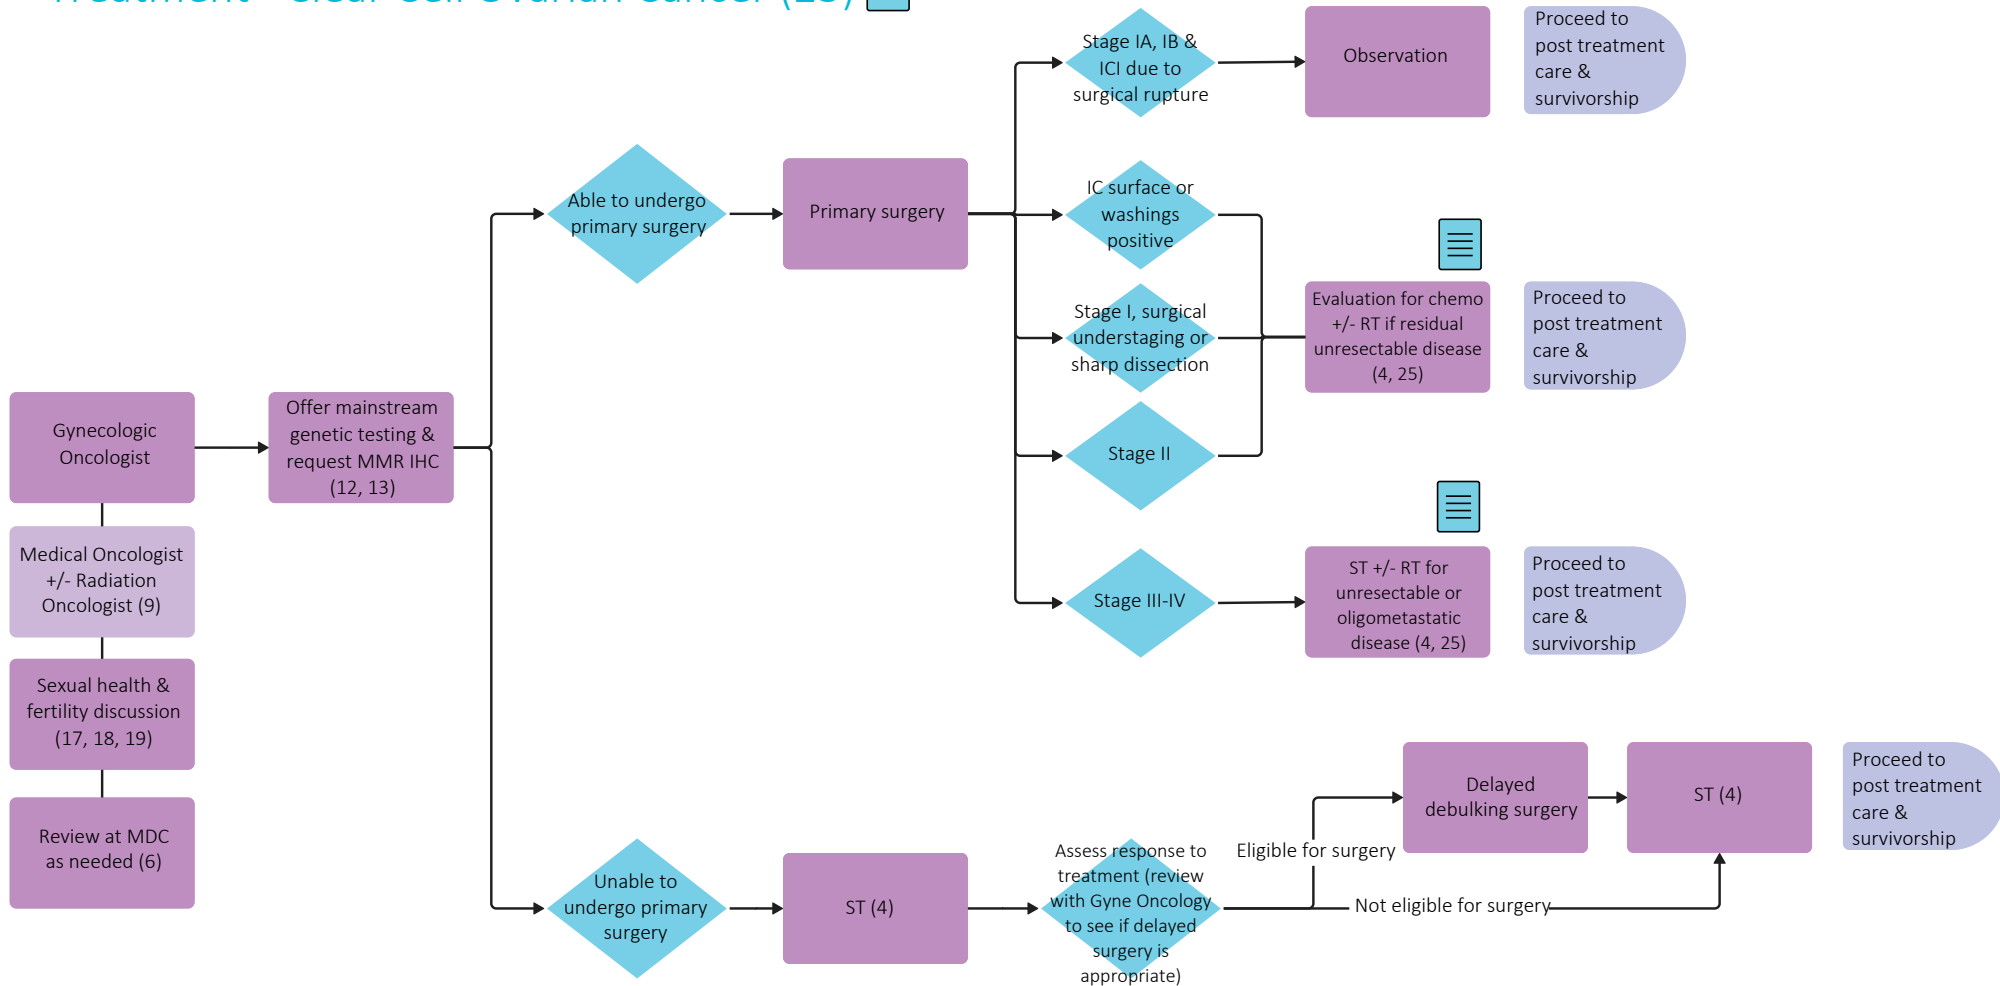 Treatment - Clear Cell Ovarian Cancer (23)
Stage IA, IB &
ICI due to
surgical rupture
Observation
Proceed to
post treatment
care &
survivorship
Able to undergo
primary surgery
Primary surgery
IC surface or
washings
positive
Stage I, surgical
understaging or
sharp dissection
Evaluation for chemo
+/- RT if residual
unresectable disease
(4, 25)
Proceed to
post treatment
care &
survivorship
Stage II
Gynecologic
Oncologist
Offer mainstream
genetic testing &
request MMR IHC
(12, 13)
Medical Oncologist
+/- Radiation
Oncologist (9)
Stage III-IV
ST +/- RT for
unresectable or
oligometastatic
disease (4, 25)
Proceed to
post treatment
care &
survivorship
Sexual health &
fertility discussion
(17, 18, 19)
Review at MDC
as needed (6)
Unable to
undergo primary
surgery
ST (4)
Assess response to
treatment (review
with Gyne Oncology
to see if delayed
surgery is
appropriate)
Eligible for surgery
Not eligible for surgery
Delayed
debulking surgery
ST (4)
Proceed to
post treatment
care &
survivorship